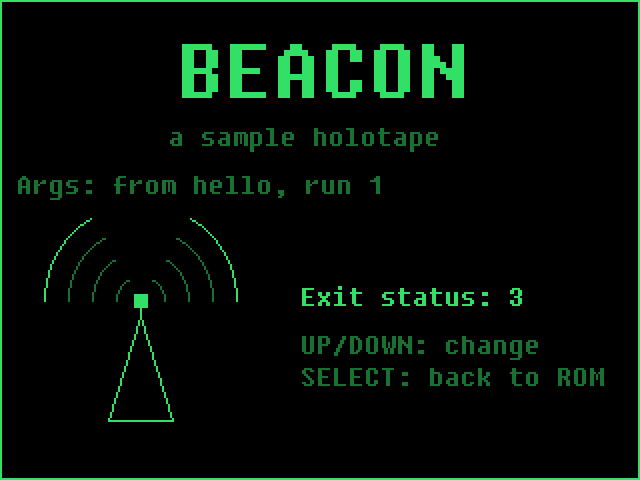 BEACON
a sample holotape
Args: from hello, run 1
Exit status: 3
UP/DOWN: change
SELECT: back to ROM